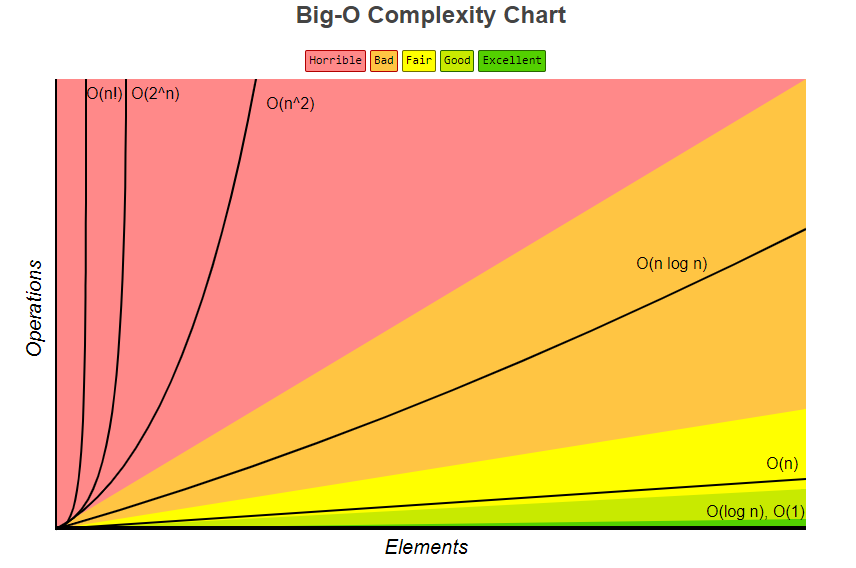 Big-O Complexity Chart
Horrible Bad Fair Good Excellent
O(n!) O(2^n)
O(n^2)
O(n log n)
O(n)
O(log n), O(1)
Operations
Elements